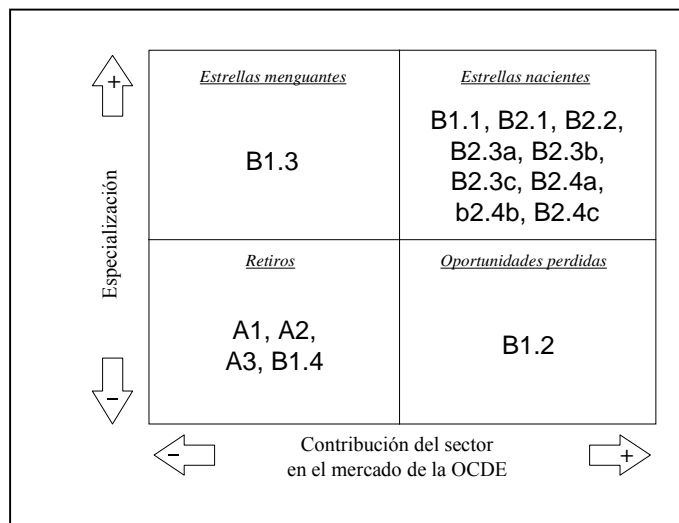 Estrellas menguantes
B1.3
Estrellas nacientes
B1.1, B2.1, B2.2,
B2.3a, B2.3b,
B2.3c, B2.4a,
b2.4b, B2.4c
Retiros
A1, A2,
A3, B1.4
Oportunidades perdidas
B1.2
+
Especialización
−
−
Contribución del sector
en el mercado de la OCDE
+